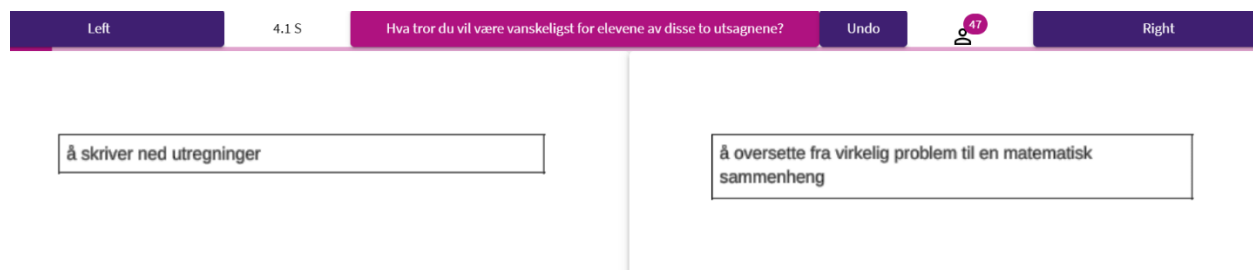 Left
4.1 S
Hva tror du vil være vanskeligst for elevene av disse to utsagnene?
Undo
47
Right
å skriver ned utregninger
å oversette fra virkelig problem til en matematisk
sammenheng